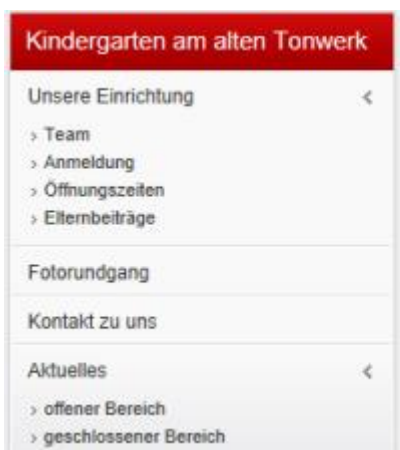 Kindergarten am alten Tonwerk
Unsere Einrichtung
Team
Anmeldung
Öffnungszeiten
Elternbeiträge
Fotorundgang
Kontakt zu uns
Aktuelles
offener Bereich
geschlossener Bereich